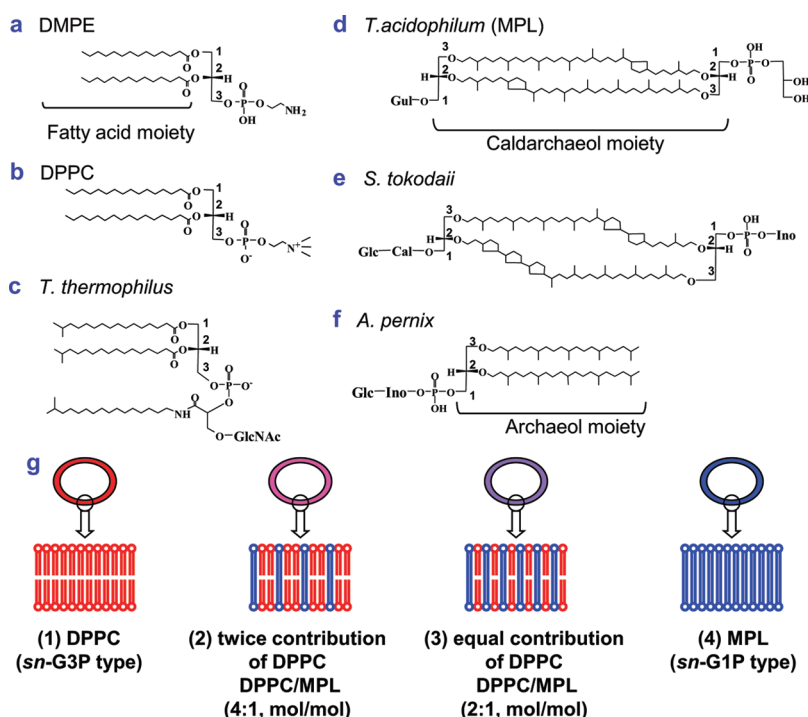 a DMPE
O
1
O
2
H
O
O
3
O
O–P–O
OH
NH2
Fatty acid moiety
b DPPC
O
1
O
2
H
O
O
3
O
O–P–O
O-
N+
c T. thermophilus
O
1
O
2
H
O
O
3
O
O–P–O-
O
O
NH
O–GlcNAc
d T.acidophilum (MPL)
3
O
1
OH
O–P–O
H
2
O
O
2
H
O
OH
Gul–O
1
O
3
OH
Caldarchaeol moiety
e S. tokodaii
3
O
1
OH
O–P–O–Ino
H
2
O
O
2
H
O
Glc–Cal–O
1
3
O
f A. pernix
3
O
H
2
O
O
Glc–Ino–O–P–O
1
OH
Archaeol moiety
g
(1) DPPC
(sn-G3P type)
(2) twice contribution
of DPPC
DPPC/MPL
(4:1, mol/mol)
(3) equal contribution
of DPPC
DPPC/MPL
(2:1, mol/mol)
(4) MPL
(sn-G1P type)